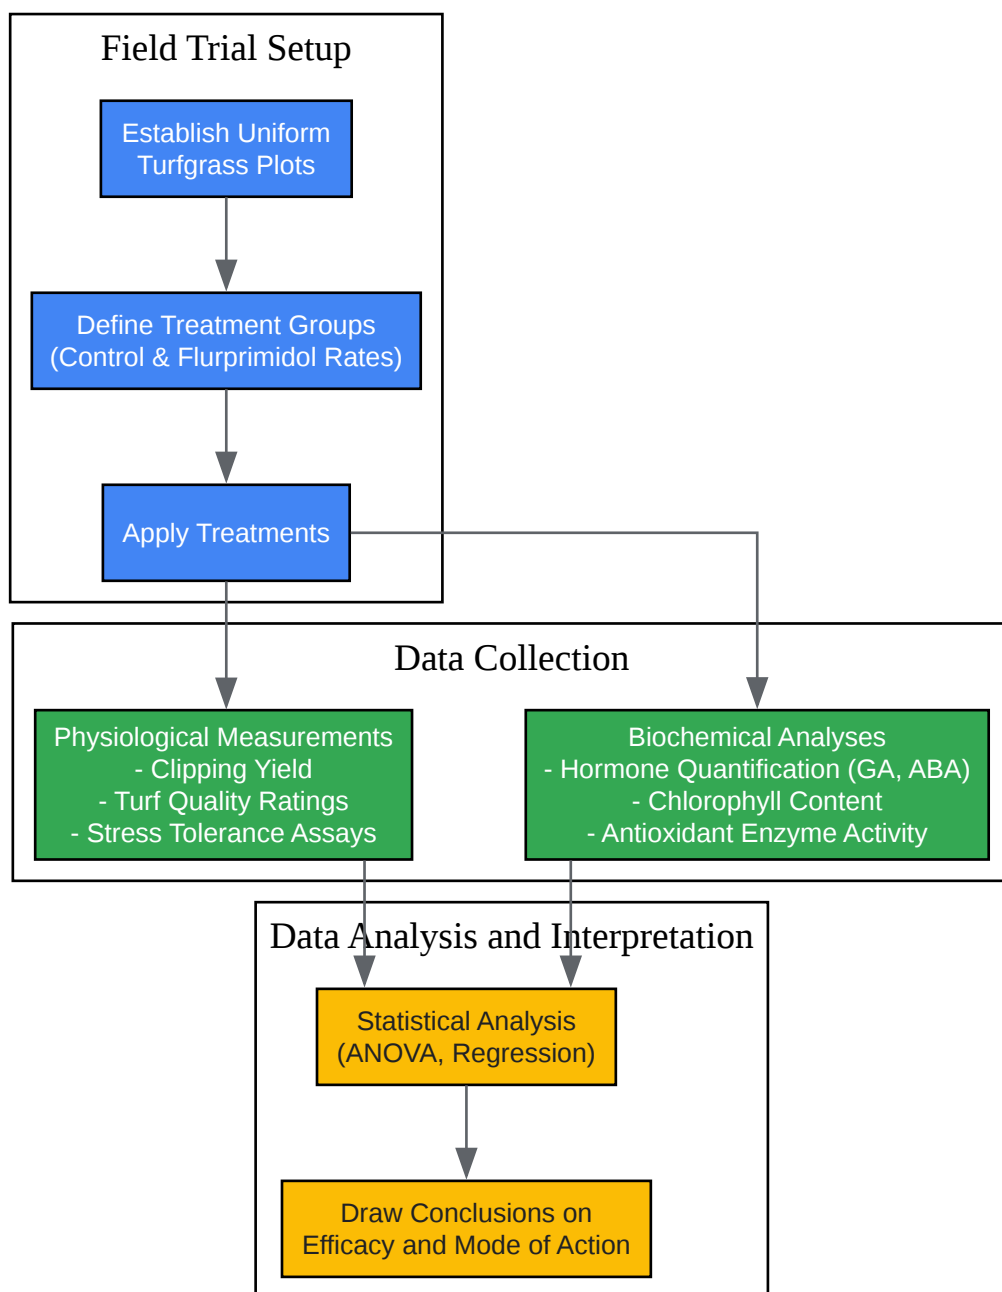 Field Trial Setup
Establish Uniform
Turfgrass Plots
Define Treatment Groups
(Control & Flurprimidol Rates)
Apply Treatments
Data Collection
Physiological Measurements
- Clipping Yield
- Turf Quality Ratings
- Stress Tolerance Assays
Biochemical Analyses
- Hormone Quantification (GA, ABA)
- Chlorophyll Content
- Antioxidant Enzyme Activity
Data Analysis and Interpretation
Statistical Analysis
(ANOVA, Regression)
Draw Conclusions on
Efficacy and Mode of Action